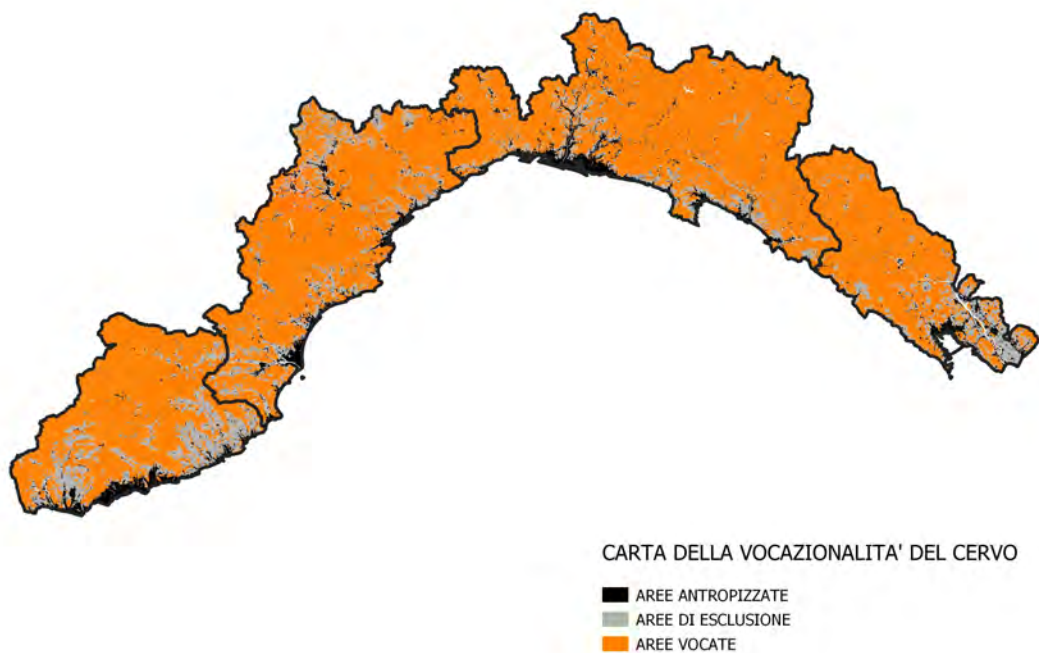 CARTA DELLA VOCAZIONALITA' DEL CERVO
AREE ANTROPIZZATE
AREE DI ESCLUSIONE
AREE VOCATE